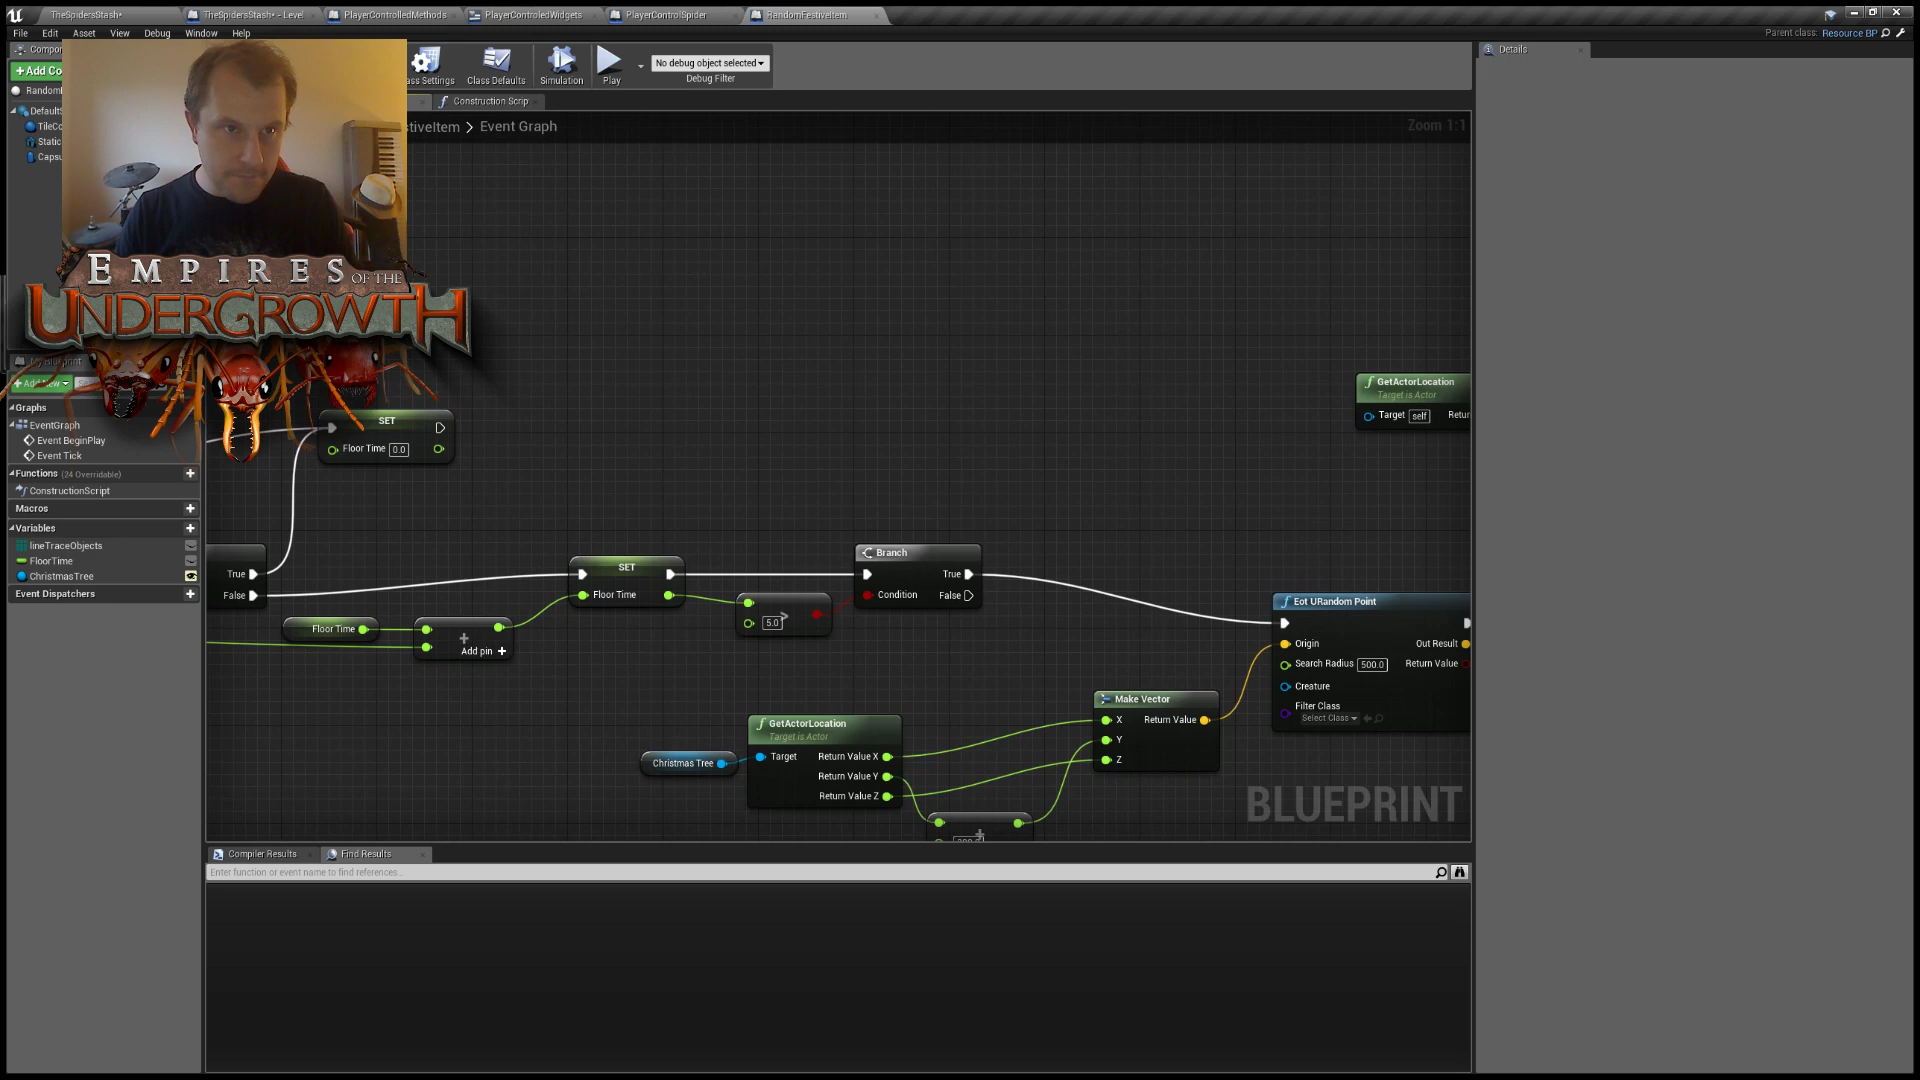 TheSpidersStash*
TheSpidersStash* - Level
PlayerControlledMethods
PlayerControledWidgets
PlayerControlSpider
RandomFestiveItem
File Edit Asset View Debug Window Help
Parent class: Resource BP
Details
+Add Co
Class Defaults
Simulation
Play
No debug object selected
Debug Filter
Construction Scrip
Event Graph
Zoom 1:1
EMPIRES OF THE
UNDERGROWTH
Graphs
EventGraph
Event BeginPlay
Event Tick
Functions (24 Overridable)
ConstructionScript
Macros
Variables
lineTraceObjects
FloorTime
ChristmasTree
Event Dispatchers
SET
Floor Time 0.0
GetActorLocation
Target is Actor
Target self
True
False
SET
Floor Time
Branch
True
Condition False
5.0 >
Floor Time
+
Add pin +
Eot URandom Point
Origin Out Result
Search Radius 500.0 Return Value
Creature
Filter Class
Select Class
Make Vector
X Return Value
Y
Z
Christmas Tree
GetActorLocation
Target is Actor
Target Return Value X
Return Value Y
Return Value Z
BLUEPRINT
Compiler Results
Find Results
Enter function or event name to find references...